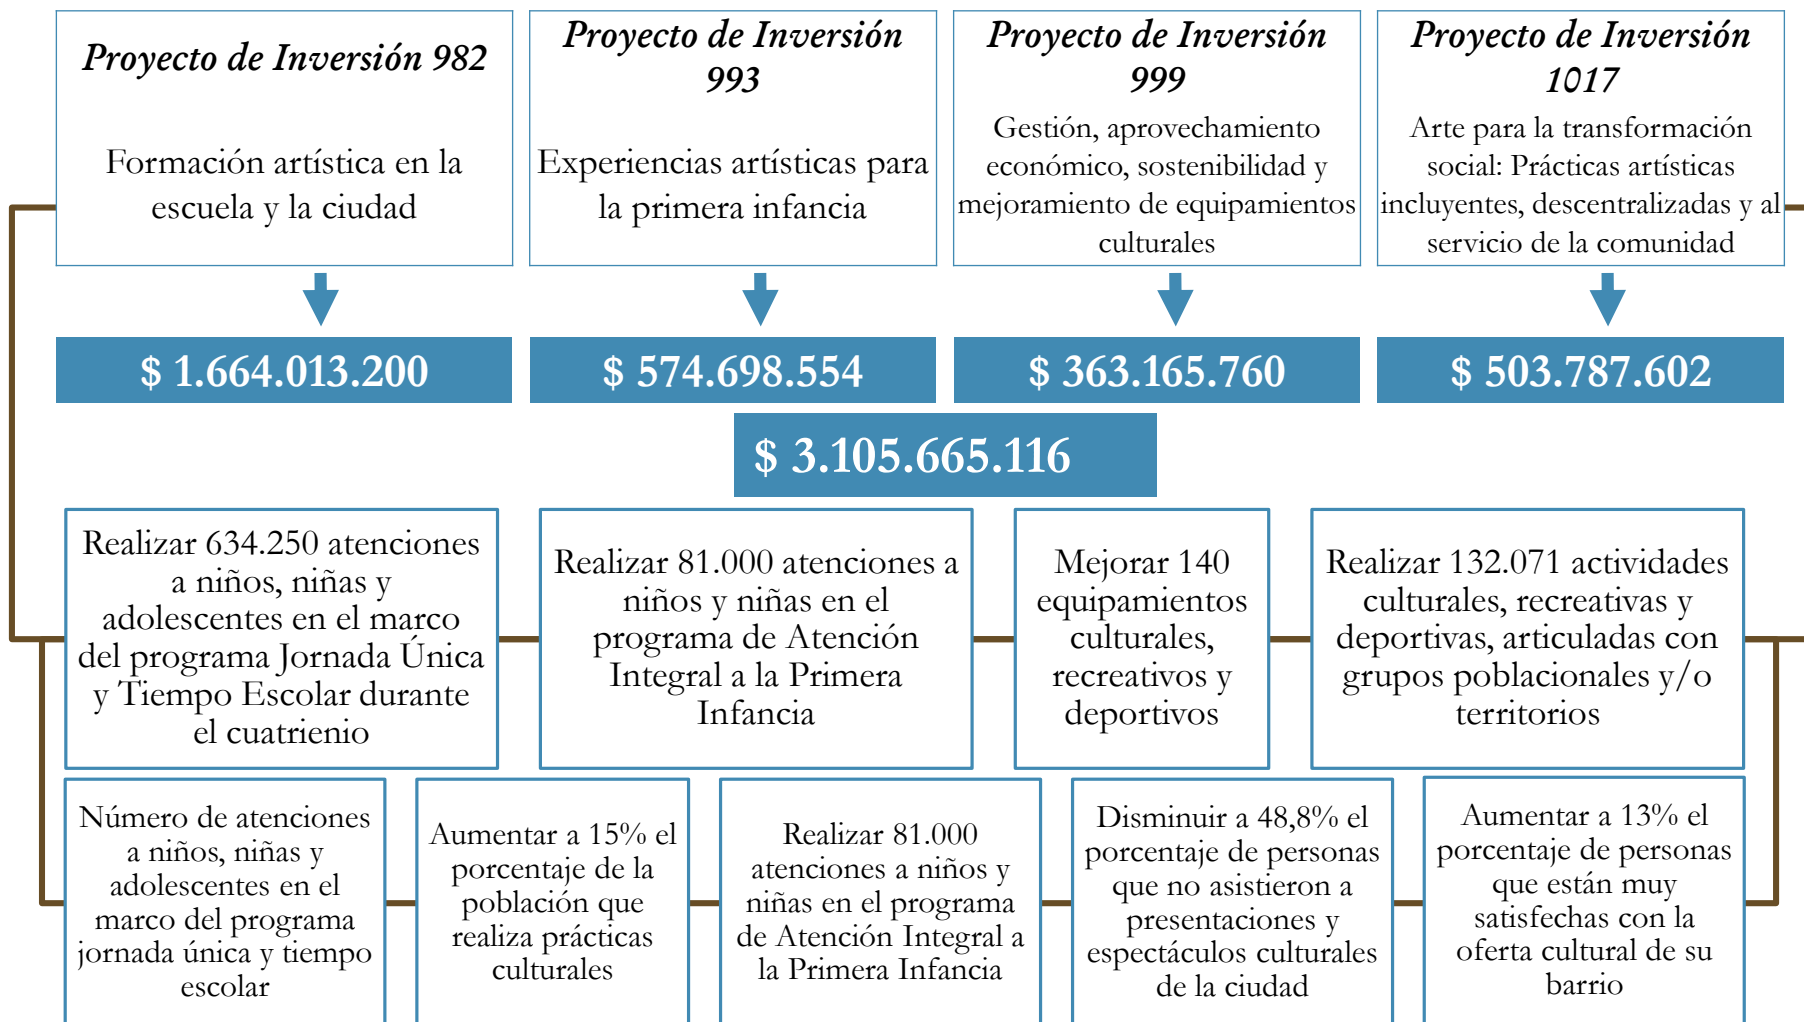 Proyecto de Inversión 982
Formación artística en la
escuela y la ciudad
Proyecto de Inversión
993
Experiencias artísticas para
la primera infancia
Proyecto de Inversión
999
Gestión, aprovechamiento
económico, sostenibilidad y
mejoramiento de equipamientos
culturales
Proyecto de Inversión
1017
Arte para la transformación
social: Prácticas artísticas
incluyentes, descentralizadas y al
servicio de la comunidad
$ 1.664.013.200
$ 574.698.554
$ 363.165.760
$ 503.787.602
$ 3.105.665.116
Realizar 634.250 atenciones
a niños, niñas y
adolescentes en el marco
del programa Jornada Única
y Tiempo Escolar durante
el cuatrienio
Realizar 81.000 atenciones a
niños y niñas en el
programa de Atención
Integral a la Primera
Infancia
Mejorar 140
equipamientos
culturales,
recreativos y
deportivos
Realizar 132.071 actividades
culturales, recreativas y
deportivas, articuladas con
grupos poblacionales y/o
territorios
Número de atenciones
a niños, niñas y
adolescentes en el
marco del programa
jornada única y tiempo
escolar
Aumentar a 15% el
porcentaje de la
población que
realiza prácticas
culturales
Realizar 81.000
atenciones a niños y
niñas en el programa
de Atención Integral a
la Primera Infancia
Disminuir a 48,8% el
porcentaje de personas
que no asistieron a
presentaciones y
espectáculos culturales
de la ciudad
Aumentar a 13% el
porcentaje de personas
que están muy
satisfechas con la
oferta cultural de su
barrio